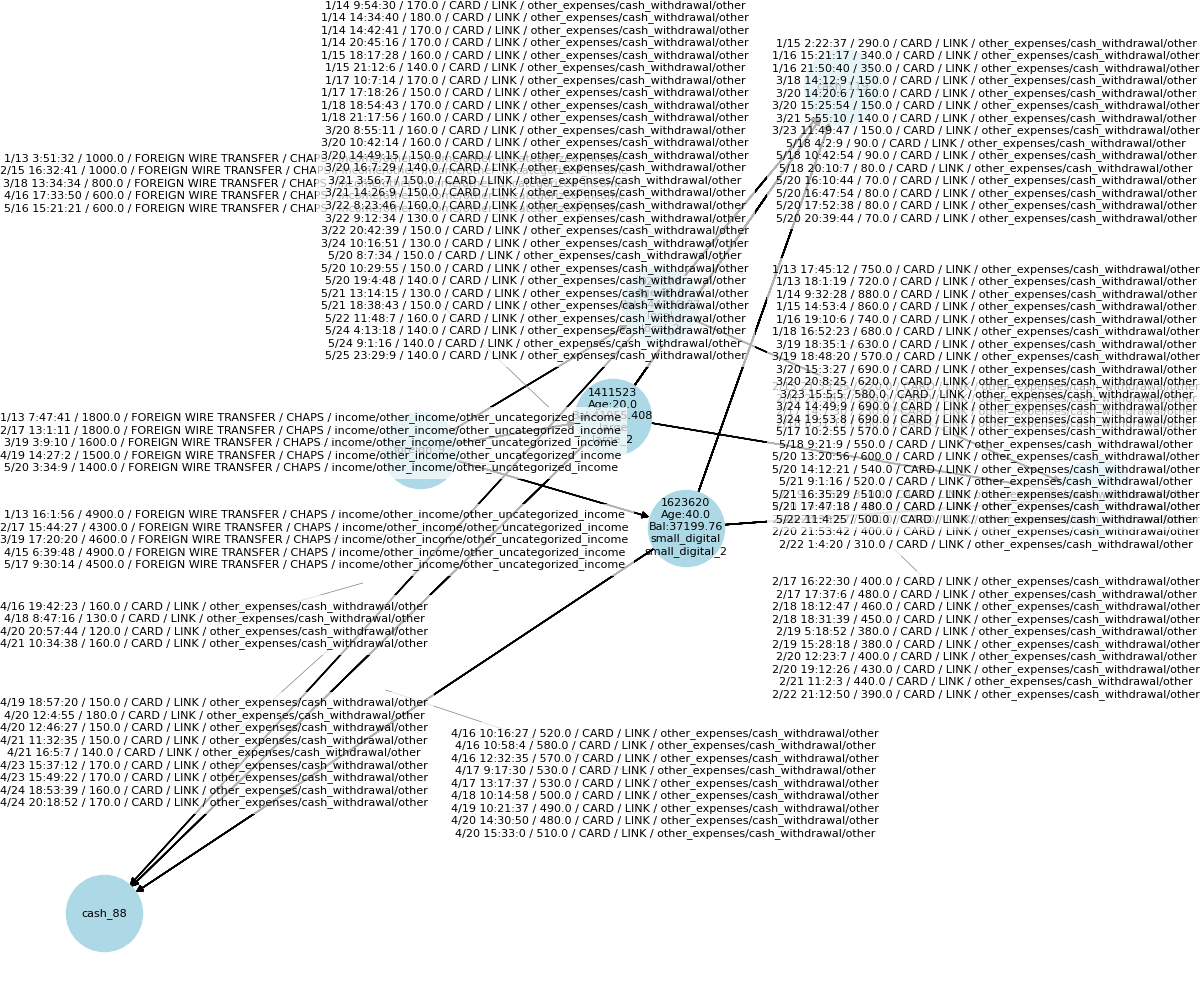 1/14 9:54:30 / 170.0 / CARD / LINK / other_expenses/cash_withdrawal/other
1/14 14:34:40 / 180.0 / CARD / LINK / other_expenses/cash_withdrawal/other
1/14 14:42:41 / 170.0 / CARD / LINK / other_expenses/cash_withdrawal/other
1/14 20:45:16 / 170.0 / CARD / LINK / other_expenses/cash_withdrawal/other
1/15 18:17:28 / 160.0 / CARD / LINK / other_expenses/cash_withdrawal/other
1/15 21:12:6 / 140.0 / CARD / LINK / other_expenses/cash_withdrawal/other
1/17 10:7:14 / 170.0 / CARD / LINK / other_expenses/cash_withdrawal/other
1/17 17:18:26 / 150.0 / CARD / LINK / other_expenses/cash_withdrawal/other
1/18 18:54:43 / 170.0 / CARD / LINK / other_expenses/cash_withdrawal/other
1/18 21:17:56 / 160.0 / CARD / LINK / other_expenses/cash_withdrawal/other
3/20 8:55:11 / 160.0 / CARD / LINK / other_expenses/cash_withdrawal/other
3/20 10:42:14 / 160.0 / CARD / LINK / other_expenses/cash_withdrawal/other
3/20 14:49:15 / 150.0 / CARD / LINK / other_expenses/cash_withdrawal/other
3/20 16:7:29 / 140.0 / CARD / LINK / other_expenses/cash_withdrawal/other
3/21 3:56:7 / 150.0 / CARD / LINK / other_expenses/cash_withdrawal/other
3/21 14:26:9 / 150.0 / CARD / LINK / other_expenses/cash_withdrawal/other
3/22 8:23:46 / 160.0 / CARD / LINK / other_expenses/cash_withdrawal/other
3/22 9:12:34 / 130.0 / CARD / LINK / other_expenses/cash_withdrawal/other
3/22 20:42:39 / 150.0 / CARD / LINK / other_expenses/cash_withdrawal/other
3/24 10:16:51 / 130.0 / CARD / LINK / other_expenses/cash_withdrawal/other
5/20 8:7:34 / 150.0 / CARD / LINK / other_expenses/cash_withdrawal/other
5/20 10:29:55 / 150.0 / CARD / LINK / other_expenses/cash_withdrawal/other
5/20 19:4:48 / 140.0 / CARD / LINK / other_expenses/cash_withdrawal/other
5/21 13:14:15 / 130.0 / CARD / LINK / other_expenses/cash_withdrawal/other
5/21 18:38:43 / 150.0 / CARD / LINK / other_expenses/cash_withdrawal/other
5/22 11:48:7 / 160.0 / CARD / LINK / other_expenses/cash_withdrawal/other
5/24 4:13:18 / 140.0 / CARD / LINK / other_expenses/cash_withdrawal/other
5/24 9:1:16 / 140.0 / CARD / LINK / other_expenses/cash_withdrawal/other
5/25 23:29:9 / 140.0 / CARD / LINK / other_expenses/cash_withdrawal/other
1/15 2:22:37 / 290.0 / CARD / LINK / other_expenses/cash_withdrawal/other
1/16 15:21:17 / 340.0 / CARD / LINK / other_expenses/cash_withdrawal/other
1/16 21:50:40 / 350.0 / CARD / LINK / other_expenses/cash_withdrawal/other
3/18 14:12:9 / 150.0 / CARD / LINK / other_expenses/cash_withdrawal/other
3/20 14:20:6 / 160.0 / CARD / LINK / other_expenses/cash_withdrawal/other
3/20 15:25:54 / 150.0 / CARD / LINK / other_expenses/cash_withdrawal/other
3/21 5:55:10 / 140.0 / CARD / LINK / other_expenses/cash_withdrawal/other
3/23 11:49:47 / 150.0 / CARD / LINK / other_expenses/cash_withdrawal/other
5/18 4:2:9 / 90.0 / CARD / LINK / other_expenses/cash_withdrawal/other
5/18 10:42:54 / 90.0 / CARD / LINK / other_expenses/cash_withdrawal/other
5/18 20:10:7 / 80.0 / CARD / LINK / other_expenses/cash_withdrawal/other
5/20 16:10:44 / 70.0 / CARD / LINK / other_expenses/cash_withdrawal/other
5/20 16:47:54 / 80.0 / CARD / LINK / other_expenses/cash_withdrawal/other
5/20 17:52:38 / 80.0 / CARD / LINK / other_expenses/cash_withdrawal/other
5/20 20:39:44 / 70.0 / CARD / LINK / other_expenses/cash_withdrawal/other
1/13 3:51:32 / 1000.0 / FOREIGN WIRE TRANSFER / CHAP
2/15 16:32:41 / 1000.0 / FOREIGN WIRE TRANSFER / CHA
3/18 13:34:34 / 800.0 / FOREIGN WIRE TRANSFER / CHAP
4/16 17:33:50 / 600.0 / FOREIGN WIRE TRANSFER / CHAP
5/16 15:21:21 / 600.0 / FOREIGN WIRE TRANSFER / CHAP
1/13 17:45:12 / 750.0 / CARD / LINK / other_expenses/cash_withdrawal/other
1/13 18:1:19 / 720.0 / CARD / LINK / other_expenses/cash_withdrawal/other
1/14 9:32:28 / 880.0 / CARD / LINK / other_expenses/cash_withdrawal/other
1/15 14:53:4 / 860.0 / CARD / LINK / other_expenses/cash_withdrawal/other
1/16 19:10:6 / 740.0 / CARD / LINK / other_expenses/cash_withdrawal/other
1/18 16:52:23 / 680.0 / CARD / LINK / other_expenses/cash_withdrawal/other
3/19 18:35:1 / 630.0 / CARD / LINK / other_expenses/cash_withdrawal/other
3/19 18:48:20 / 570.0 / CARD / LINK / other_expenses/cash_withdrawal/other
3/20 15:3:27 / 690.0 / CARD / LINK / other_expenses/cash_withdrawal/other
3/20 20:8:25 / 620.0 / CARD / LINK / other_expenses/cash_withdrawal/other
3/23 15:5:5 / 580.0 / CARD / LINK / other_expenses/cash_withdrawal/other
3/24 14:49:9 / 690.0 / CARD / LINK / other_expenses/cash_withdrawal/other
3/24 19:53:8 / 690.0 / CARD / LINK / other_expenses/cash_withdrawal/other
5/17 10:2:55 / 570.0 / CARD / LINK / other_expenses/cash_withdrawal/other
5/18 9:21:9 / 550.0 / CARD / LINK / other_expenses/cash_withdrawal/other
5/20 13:20:56 / 600.0 / CARD / LINK / other_expenses/cash_withdrawal/other
5/20 14:12:21 / 540.0 / CARD / LINK / other_expenses/cash_withdrawal/other
5/21 9:1:16 / 520.0 / CARD / LINK / other_expenses/cash_withdrawal/other
5/21 16:35:29 / 510.0 / CARD / LINK / other_expenses/cash_withdrawal/other
5/21 17:47:18 / 480.0 / CARD / LINK / other_expenses/cash_withdrawal/other
5/22 11:4:25 / 500.0 / CARD / LINK / other_expenses/cash_withdrawal/other
2/20 21:53:42 / 400.0 / CARD / LINK / other_expenses/cash_withdrawal/other
2/22 1:4:20 / 310.0 / CARD / LINK / other_expenses/cash_withdrawal/other
1411523
Age:20.0
408
1/13 7:47:41 / 1800.0 / FOREIGN WIRE TRANSFER / CHAPS / income/other_income/other_uncategorized_income
2/17 13:1:11 / 1800.0 / FOREIGN WIRE TRANSFER / CHAPS / income/other_income/other_uncategorized_income
3/19 3:9:10 / 1600.0 / FOREIGN WIRE TRANSFER / CHAPS / income/other_income/other_uncategorized_income
4/19 14:27:2 / 1500.0 / FOREIGN WIRE TRANSFER / CHAPS / income/other_income/other_uncategorized_income
5/20 3:34:9 / 1400.0 / FOREIGN WIRE TRANSFER / CHAPS / income/other_income/other_uncategorized_income
1623620
Age:40.0
Bal:37199.76
small_digital
small_digital_2
1/13 16:1:56 / 4900.0 / FOREIGN WIRE TRANSFER / CHAPS / income/other_income/other_uncategorized_income
2/17 15:44:27 / 4300.0 / FOREIGN WIRE TRANSFER / CHAPS / income/other_income/other_uncategorized_income
3/19 17:20:20 / 4600.0 / FOREIGN WIRE TRANSFER / CHAPS / income/other_income/other_uncategorized_income
4/15 6:39:48 / 4900.0 / FOREIGN WIRE TRANSFER / CHAPS / income/other_income/other_uncategorized_income
5/17 9:30:14 / 4500.0 / FOREIGN WIRE TRANSFER / CHAPS / income/other_income/other_uncategorized_income
2/17 16:22:30 / 400.0 / CARD / LINK / other_expenses/cash_withdrawal/other
2/17 17:37:6 / 480.0 / CARD / LINK / other_expenses/cash_withdrawal/other
2/18 18:12:47 / 460.0 / CARD / LINK / other_expenses/cash_withdrawal/other
2/18 18:31:39 / 450.0 / CARD / LINK / other_expenses/cash_withdrawal/other
2/19 5:18:52 / 380.0 / CARD / LINK / other_expenses/cash_withdrawal/other
2/19 15:28:18 / 380.0 / CARD / LINK / other_expenses/cash_withdrawal/other
2/20 12:23:7 / 400.0 / CARD / LINK / other_expenses/cash_withdrawal/other
2/20 19:12:26 / 430.0 / CARD / LINK / other_expenses/cash_withdrawal/other
2/21 11:2:3 / 440.0 / CARD / LINK / other_expenses/cash_withdrawal/other
2/22 21:12:50 / 390.0 / CARD / LINK / other_expenses/cash_withdrawal/other
4/16 19:42:23 / 160.0 / CARD / LINK / other_expenses/cash_withdrawal/other
4/18 8:47:16 / 130.0 / CARD / LINK / other_expenses/cash_withdrawal/other
4/20 20:57:44 / 120.0 / CARD / LINK / other_expenses/cash_withdrawal/other
4/21 10:34:38 / 160.0 / CARD / LINK / other_expenses/cash_withdrawal/other
4/19 18:57:20 / 150.0 / CARD / LINK / other_expenses/cash_withdrawal/other
4/20 12:4:55 / 180.0 / CARD / LINK / other_expenses/cash_withdrawal/other
4/20 12:46:27 / 150.0 / CARD / LINK / other_expenses/cash_withdrawal/other
4/21 11:32:35 / 150.0 / CARD / LINK / other_expenses/cash_withdrawal/other
4/21 16:5:7 / 140.0 / CARD / LINK / other_expenses/cash_withdrawal/other
4/23 15:37:12 / 170.0 / CARD / LINK / other_expenses/cash_withdrawal/other
4/23 15:49:22 / 170.0 / CARD / LINK / other_expenses/cash_withdrawal/other
4/24 18:53:39 / 160.0 / CARD / LINK / other_expenses/cash_withdrawal/other
4/24 20:18:52 / 170.0 / CARD / LINK / other_expenses/cash_withdrawal/other
4/16 10:16:27 / 520.0 / CARD / LINK / other_expenses/cash_withdrawal/other
4/16 10:58:4 / 580.0 / CARD / LINK / other_expenses/cash_withdrawal/other
4/16 12:32:35 / 570.0 / CARD / LINK / other_expenses/cash_withdrawal/other
4/17 9:17:30 / 530.0 / CARD / LINK / other_expenses/cash_withdrawal/other
4/17 13:17:37 / 530.0 / CARD / LINK / other_expenses/cash_withdrawal/other
4/18 10:14:58 / 500.0 / CARD / LINK / other_expenses/cash_withdrawal/other
4/19 10:21:37 / 490.0 / CARD / LINK / other_expenses/cash_withdrawal/other
4/20 14:30:50 / 480.0 / CARD / LINK / other_expenses/cash_withdrawal/other
4/20 15:33:0 / 510.0 / CARD / LINK / other_expenses/cash_withdrawal/other
cash_88